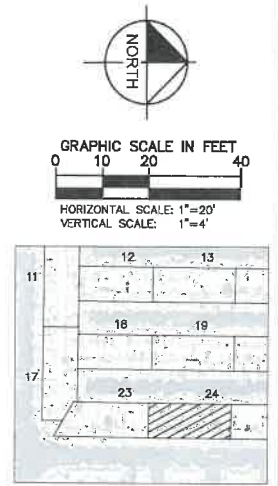 NORTH
GRAPHIC SCALE IN FEET
0 10 20 40
HORIZONTAL SCALE: 1"=20'
VERTICAL SCALE: 1"=4'
12 13
11
18 19
17
23 24